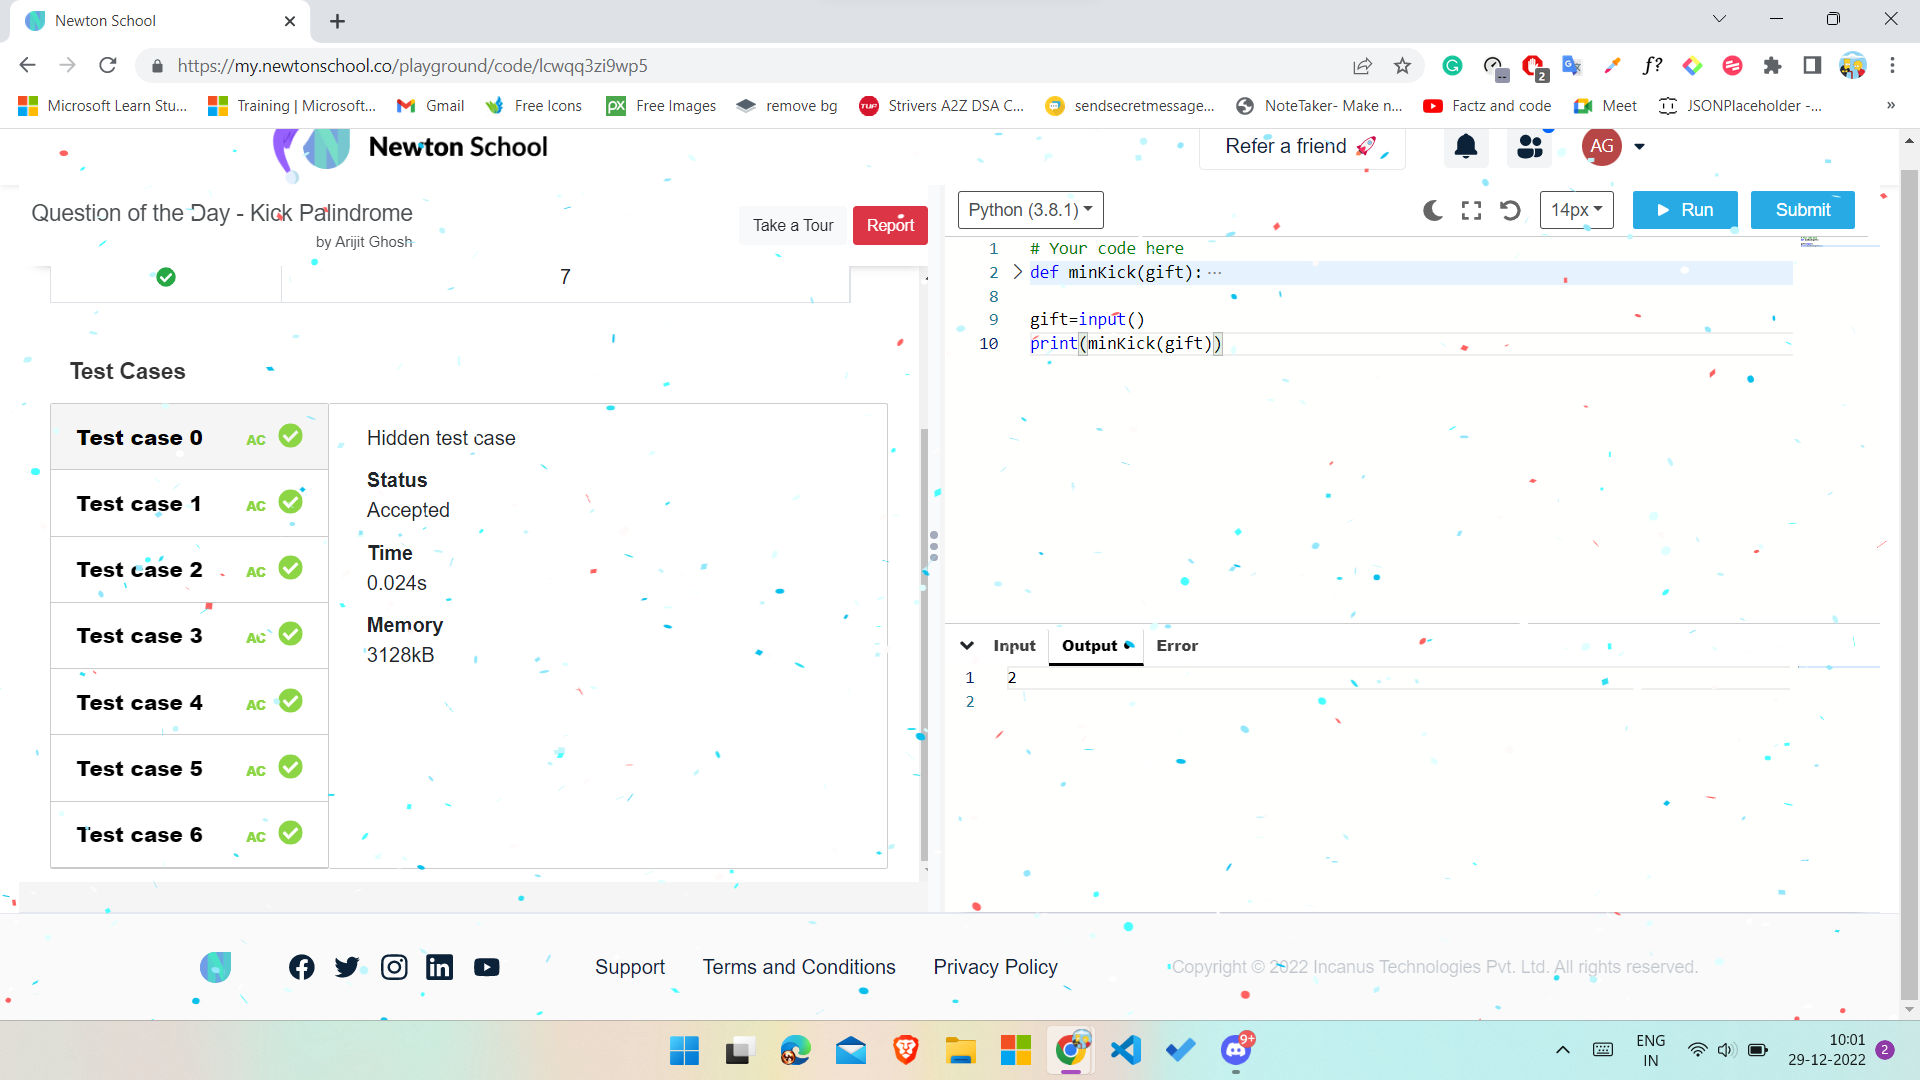 Newton School
https://my.newtonschool.co/playground/code/lcwqq3zi9wp5
2
Microsoft Learn Stu...
Training | Microsoft...
Gmail
Free Icons
Free Images
remove bg
Strivers A2Z DSA C...
sendsecretmessage...
NoteTaker- Make n...
Factz and code
Meet
JSONPlaceholder -...
»
Newton School
Refer a friend
AG
Question of the Day - Kick Palindrome
by Arijit Ghosh
Take a Tour
Report
Python (3.8.1)
14px
Run
Submit
7
1 # Your code here
2 def minKick(gift):···
8
9 gift=input()
10 print(minKick(gift))
Test Cases
Test case 0 AC
Test case 1 AC
Test case 2 AC
Test case 3 AC
Test case 4 AC
Test case 5 AC
Test case 6 AC
Hidden test case
Status
Accepted
Time
0.024s
Memory
3128kB
Input
Output
Error
1 2
2
Support
Terms and Conditions
Privacy Policy
Copyright © 2022 Incanus Technologies Pvt. Ltd. All rights reserved.
9+
ENG
IN
10:01
29-12-2022
2